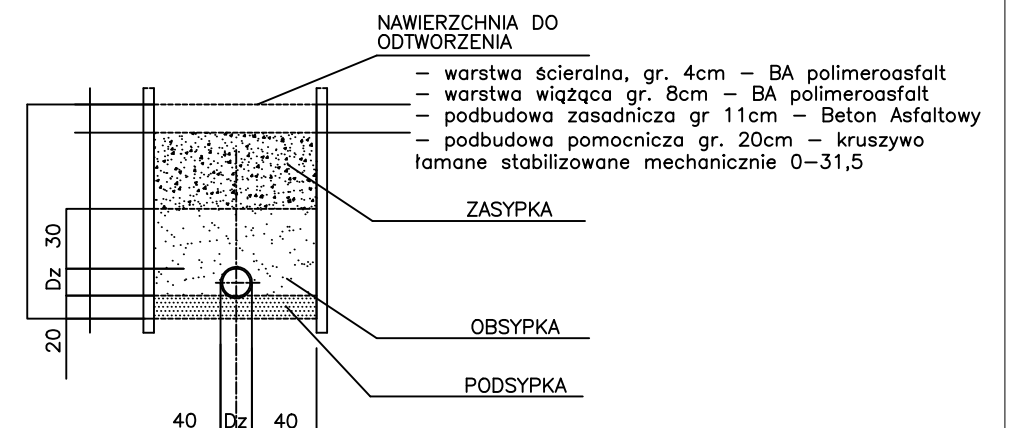 NAWIERZCHNIA DO
ODTWORZENIA
- warstwa ścieralna, gr. 4cm - BA polimeroasfalt
- warstwa wiążąca gr. 8cm - BA polimeroasfalt
- podbudowa zasadnicza gr 11cm - Beton Asfaltowy
- podbudowa pomocnicza gr. 20cm - kruszywo
łamane stabilizowane mechanicznie 0-31,5
ZASYPKA
30
Dz
20
OBSYPKA
PODSYPKA
40 Dz 40